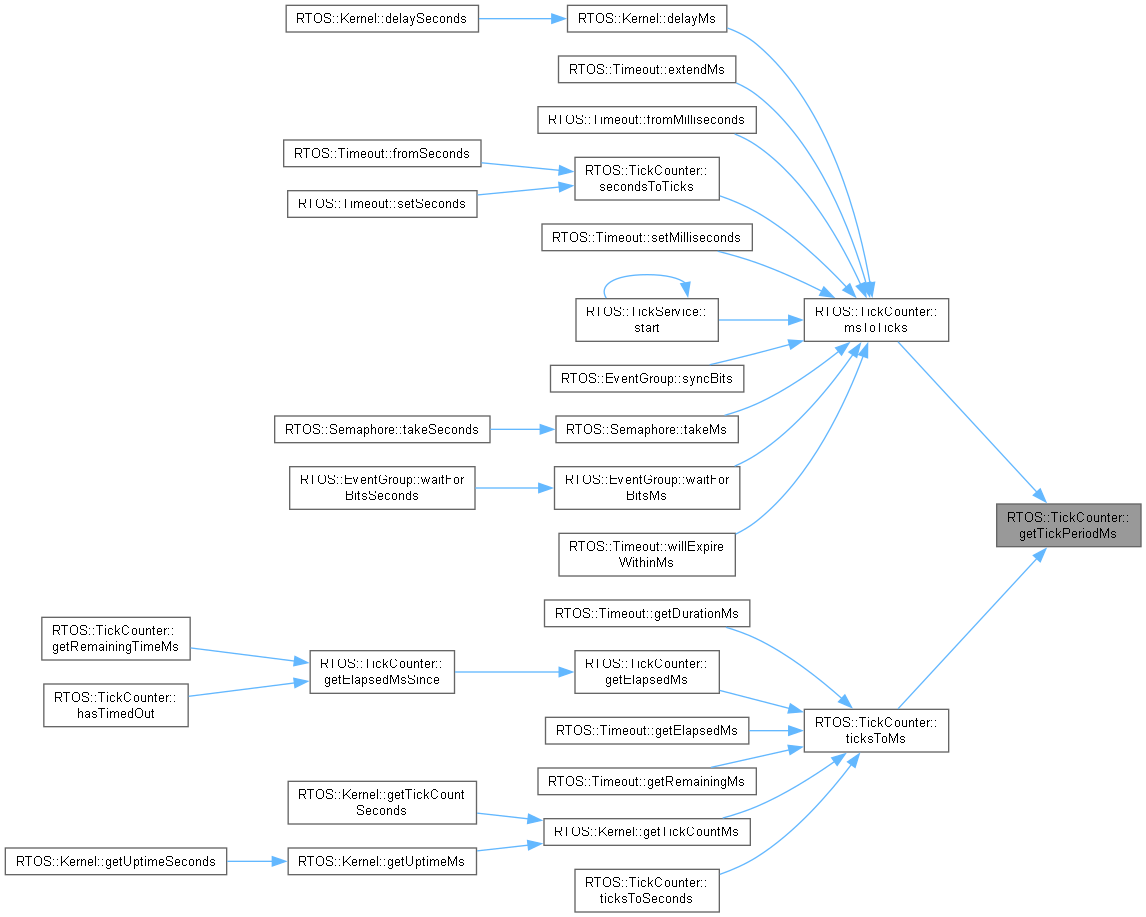 RTOS::Kernel::delaySeconds
RTOS::Kernel::delayMs
RTOS::Timeout::extendMs
RTOS::Timeout::fromMilliseconds
RTOS::Timeout::fromSeconds
RTOS::TickCounter::
secondsToTicks
RTOS::Timeout::setSeconds
RTOS::Timeout::setMilliseconds
RTOS::TickService::
start
RTOS::TickCounter::
msToTicks
RTOS::EventGroup::syncBits
RTOS::Semaphore::takeSeconds
RTOS::Semaphore::takeMs
RTOS::EventGroup::waitFor
BitsSeconds
RTOS::EventGroup::waitFor
BitsMs
RTOS::TickCounter::
getTickPeriodMs
RTOS::Timeout::willExpire
WithinMs
RTOS::Timeout::getDurationMs
RTOS::TickCounter::
getRemainingTimeMs
RTOS::TickCounter::
getElapsedMsSince
RTOS::TickCounter::
getElapsedMs
RTOS::TickCounter::
hasTimedOut
RTOS::Timeout::getElapsedMs
RTOS::TickCounter::
ticksToMs
RTOS::Timeout::getRemainingMs
RTOS::Kernel::getTickCount
Seconds
RTOS::Kernel::getTickCountMs
RTOS::Kernel::getUptimeSeconds
RTOS::Kernel::getUptimeMs
RTOS::TickCounter::
ticksToSeconds